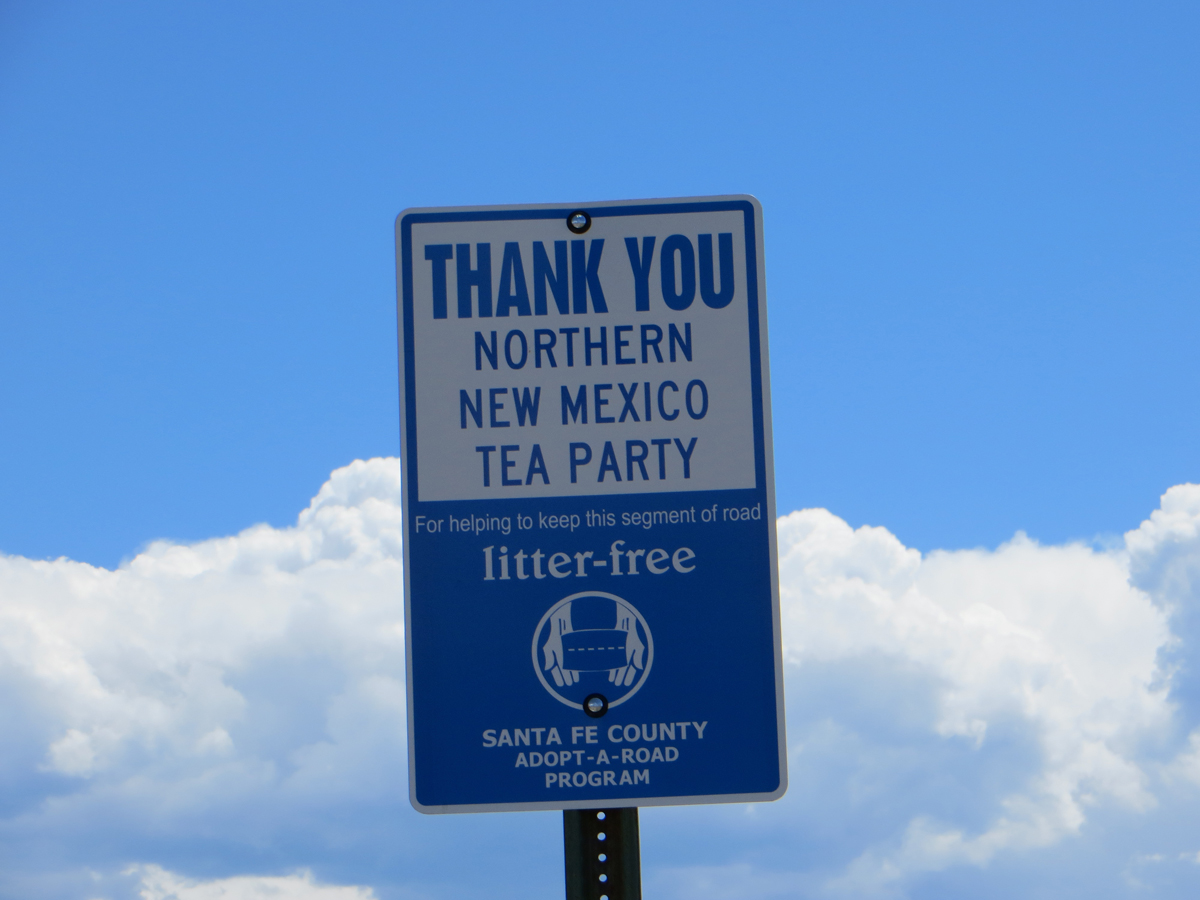 THANK YOU
NORTHERN
NEW MEXICO
TEA PARTY
For helping to keep this segment of road
litter-free
SANTA FE COUNTY
ADOPT-A-ROAD
PROGRAM